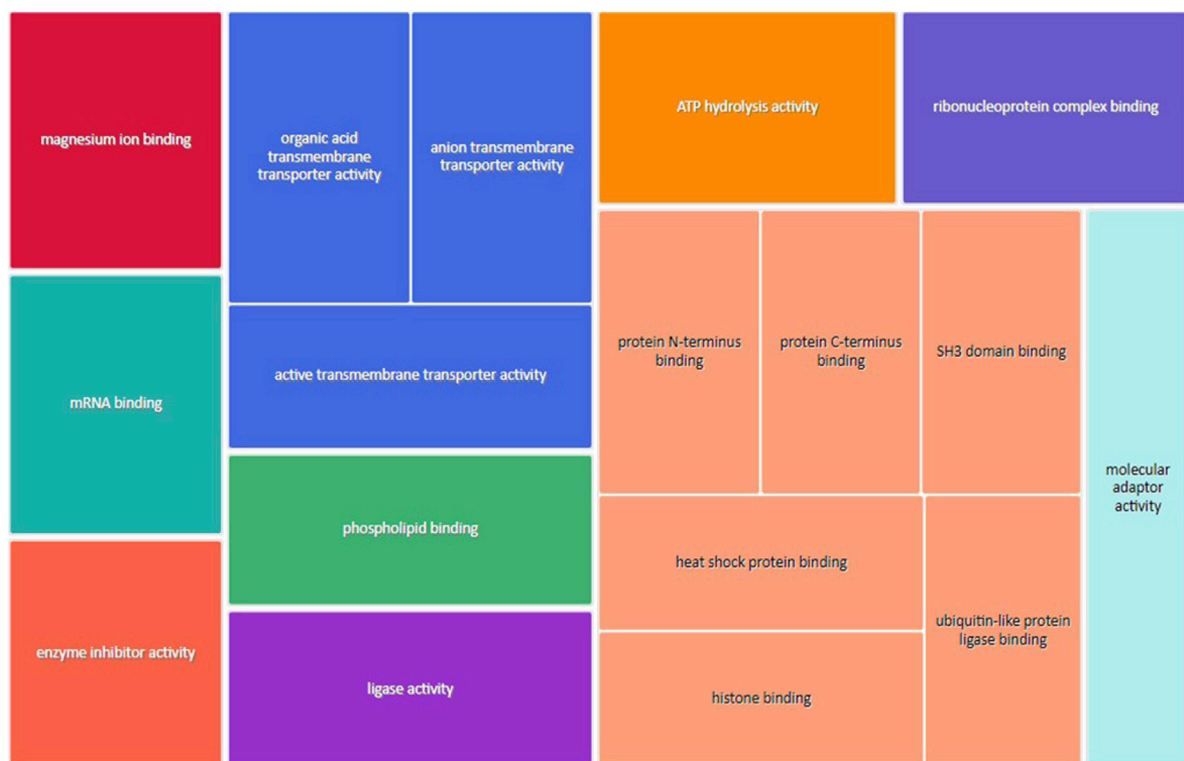 magnesium ion binding
mRNA binding
enzyme inhibitor activity
organic acid
transmembrane
transporter activity
anion transmembrane
transporter activity
active transmembrane transporter activity
phospholipid binding
ligase activity
ATP hydrolysis activity
ribonucleoprotein complex binding
protein N-terminus
binding
protein C-terminus
binding
SH3 domain binding
heat shock protein binding
histone binding
ubiquitin-like protein
ligase binding
molecular
adaptor
activity